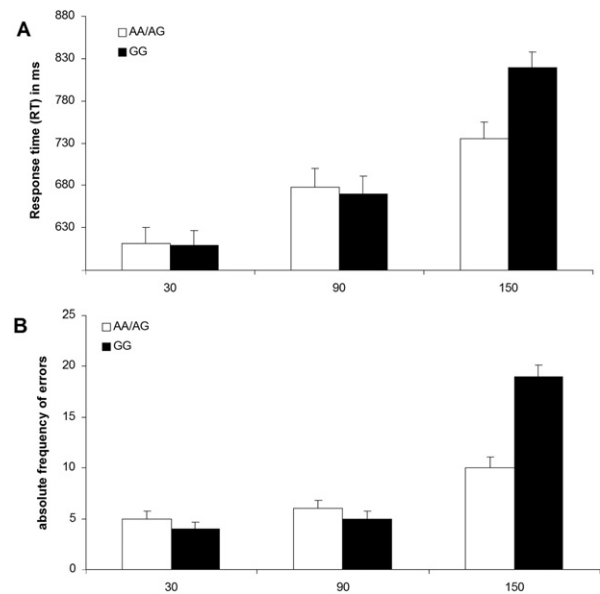 A
Response time (RT) in ms
880
830
780
730
680
630
AA/AG
GG
30 90 150
B
absolute frequency of errors
25
20
15
10
5
0
AA/AG
GG
30 90 150